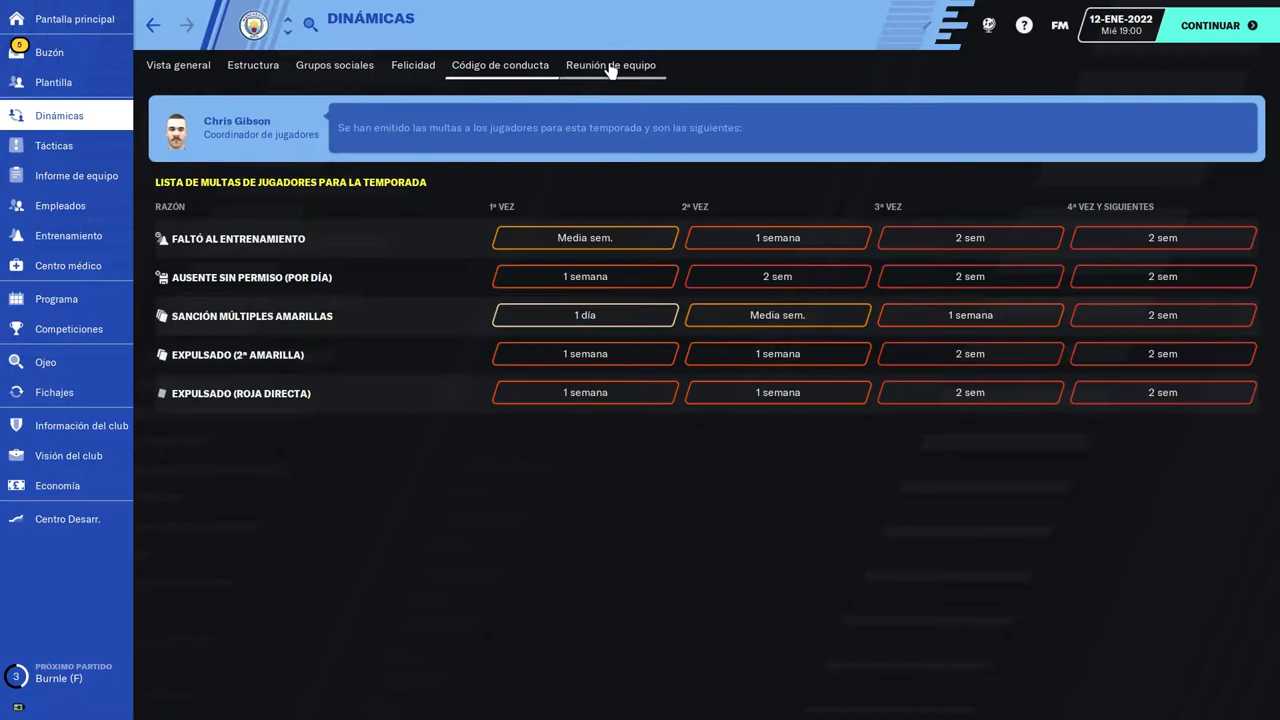 Pantalla principal
5
Buzón
Plantilla
Dinámicas
Tácticas
Informe de equipo
Empleados
Entrenamiento
Centro médico
Programa
Competiciones
Ojeo
Fichajes
Información del club
Visión del club
Economía
Centro Desarr.
3
PRÓXIMO PARTIDO
Burnle (F)
DINÁMICAS
?
FM
12-ENE-2022
Mié 19:00
CONTINUAR
Vista general Estructura Grupos sociales Felicidad Código de conducta Reunión de equipo
Chris Gibson
Coordinador de jugadores
Se han emitido las multas a los jugadores para esta temporada y son las siguientes:
LISTA DE MULTAS DE JUGADORES PARA LA TEMPORADA
RAZÓN 1ª VEZ 2ª VEZ 3ª VEZ 4ª VEZ Y SIGUIENTES
FALTÓ AL ENTRENAMIENTO Media sem. 1 semana 2 sem 2 sem
AUSENTE SIN PERMISO (POR DÍA) 1 semana 2 sem 2 sem 2 sem
SANCIÓN MÚLTIPLES AMARILLAS 1 día Media sem. 1 semana 2 sem
EXPULSADO (2ª AMARILLA) 1 semana 1 semana 2 sem 2 sem
EXPULSADO (ROJA DIRECTA) 1 semana 1 semana 2 sem 2 sem